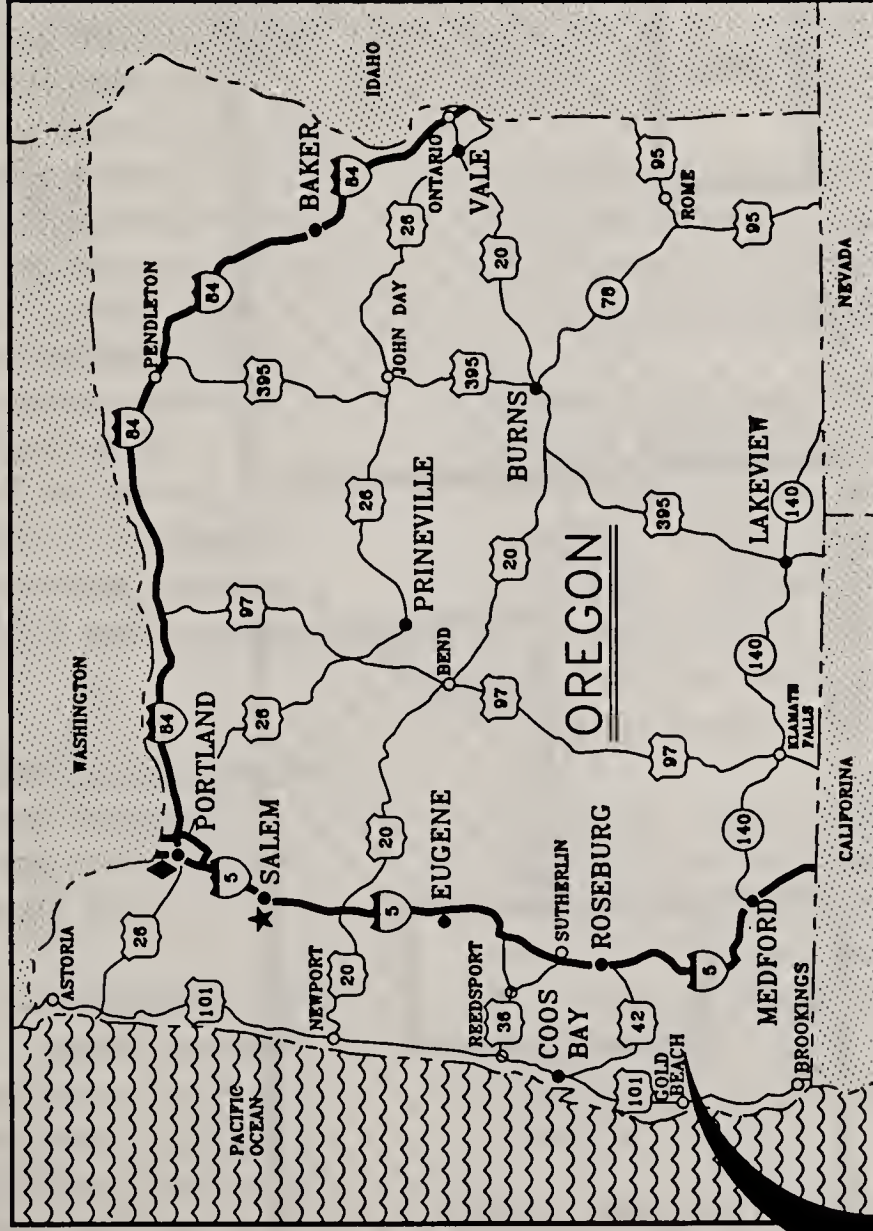 WASHINGTON
ASTORIA
PENDLETON
84
84
26
PORTLAND
84
101
5
26
97
395
BAKER
SALEM
PACIFIC
OCEAN
84
IDAHO
NEWPORT
20
5
20
26
PRINEVILLE
JOHN DAY
26
ONTARIO
EUGENE
BEND
VALE
REEDSPORT
36
97
20
395
20
BURNS
COOS
BAY
SUTHERLIN
OREGON
ROSEBURG
78
101
42
GOLD
BEACH
95
ROME
5
97
395
140
140
95
MEDFORD
KLAMATH
FALLS
LAKEVIEW
140
BROOKINGS
CALIFORINA
NEVADA